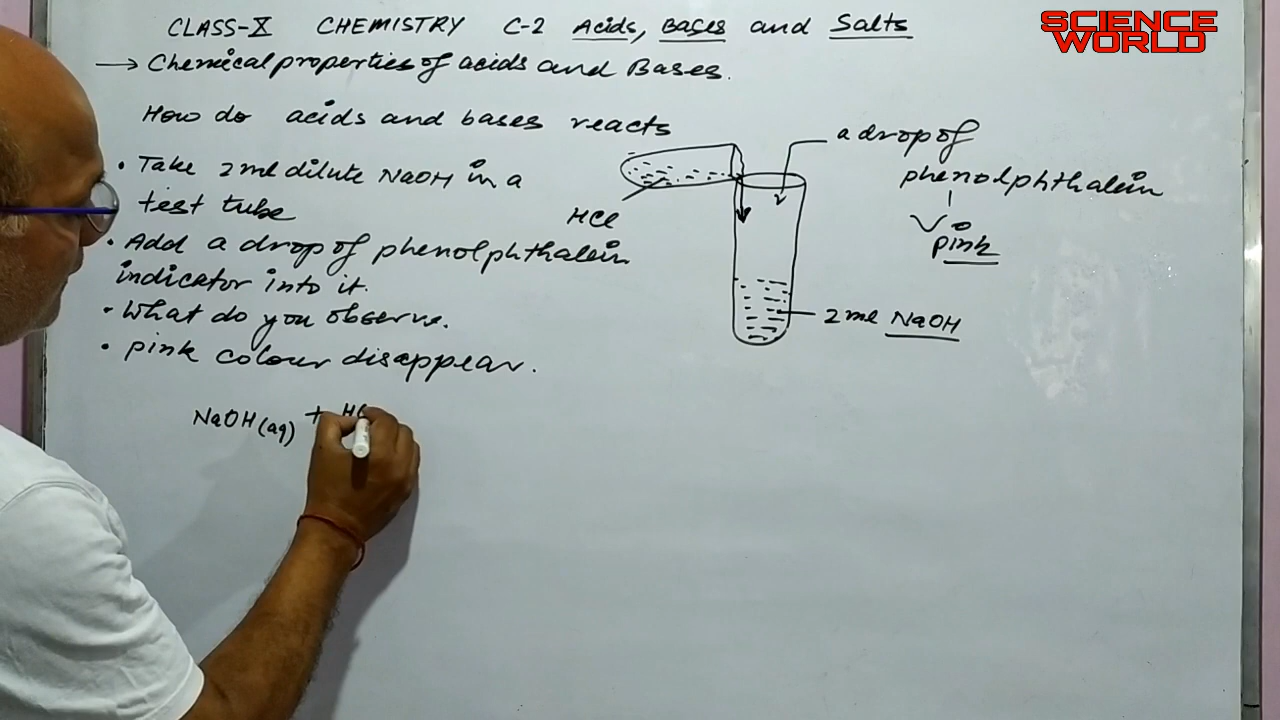 CLASS-X CHEMISTRY C-2 Acids, Bases and Salts
SCIENCE
WORLD
→ Chemical properties of acids and Bases.
How do acids and bases reacts
• Take 2ml dilute NaOH in a
test tube
• Add a drop of phenolphthalein
indicator into it.
• What do you observe.
• pink colour disappear.
NaOH(aq) + HC
a drop of
phenolphthalein
pink
HCl
2ml NaOH